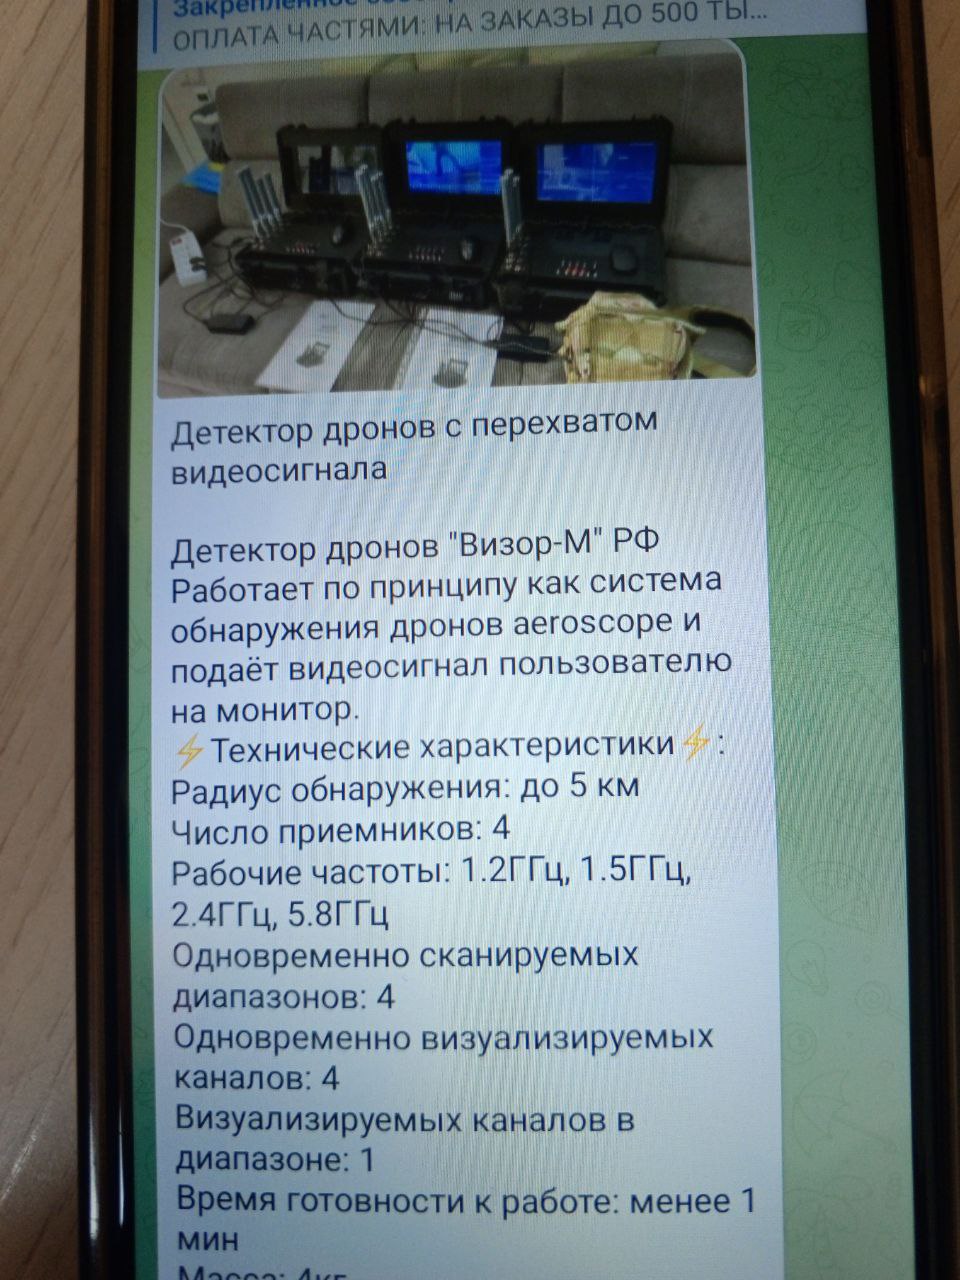 Закреплённое
ОПЛАТА ЧАСТЯМИ: НА ЗАКАЗЫ ДО 500 ТЫ...
Детектор дронов с перехватом
видеосигнала
Детектор дронов "Визор-М" РФ
Работает по принципу как система
обнаружения дронов aeroscope и
подаёт видеосигнал пользователю
на монитор.
⚡Технические характеристики⚡:
Радиус обнаружения: до 5 км
Число приемников: 4
Рабочие частоты: 1.2ГГц, 1.5ГГц,
2.4ГГц, 5.8ГГц
Одновременно сканируемых
диапазонов: 4
Одновременно визуализируемых
каналов: 4
Визуализируемых каналов в
диапазоне: 1
Время готовности к работе: менее 1
мин
Масса: 4кг